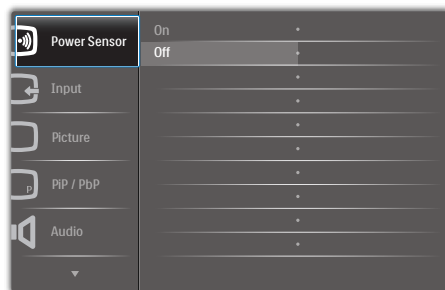 Power Sensor
On
Off
Input
Picture
P
PiP / PbP
Audio